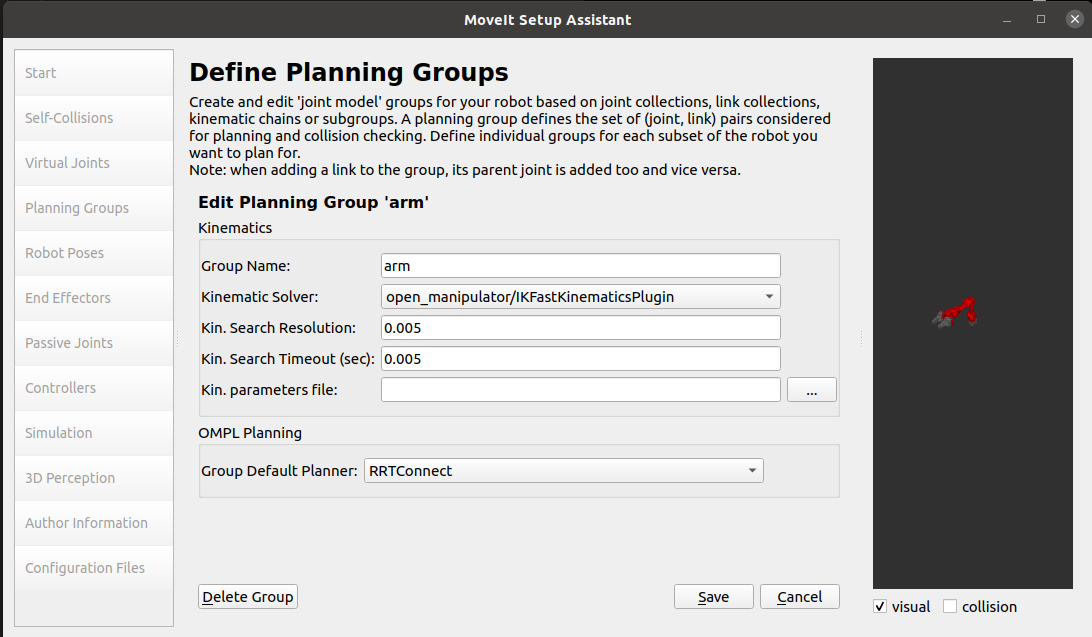 MoveIt Setup Assistant
Start
Self-Collisions
Virtual Joints
Planning Groups
Robot Poses
End Effectors
Passive Joints
Controllers
Simulation
3D Perception
Author Information
Configuration Files
Define Planning Groups
Create and edit 'joint model' groups for your robot based on joint collections, link collections,
kinematic chains or subgroups. A planning group defines the set of (joint, link) pairs considered
for planning and collision checking. Define individual groups for each subset of the robot you
want to plan for.
Note: when adding a link to the group, its parent joint is added too and vice versa.
Edit Planning Group 'arm'
Kinematics
Group Name: arm
Kinematic Solver: open_manipulator/IKFastKinematicsPlugin
Kin. Search Resolution: 0.005
Kin. Search Timeout (sec): 0.005
Kin. parameters file: ...
OMPL Planning
Group Default Planner: RRTConnect
Delete Group Save Cancel
visual collision